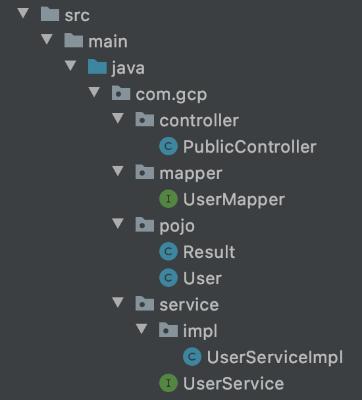 src
main
java
com.gcp
controller
PublicController
mapper
UserMapper
pojo
Result
User
service
impl
UserServiceImpl
UserService